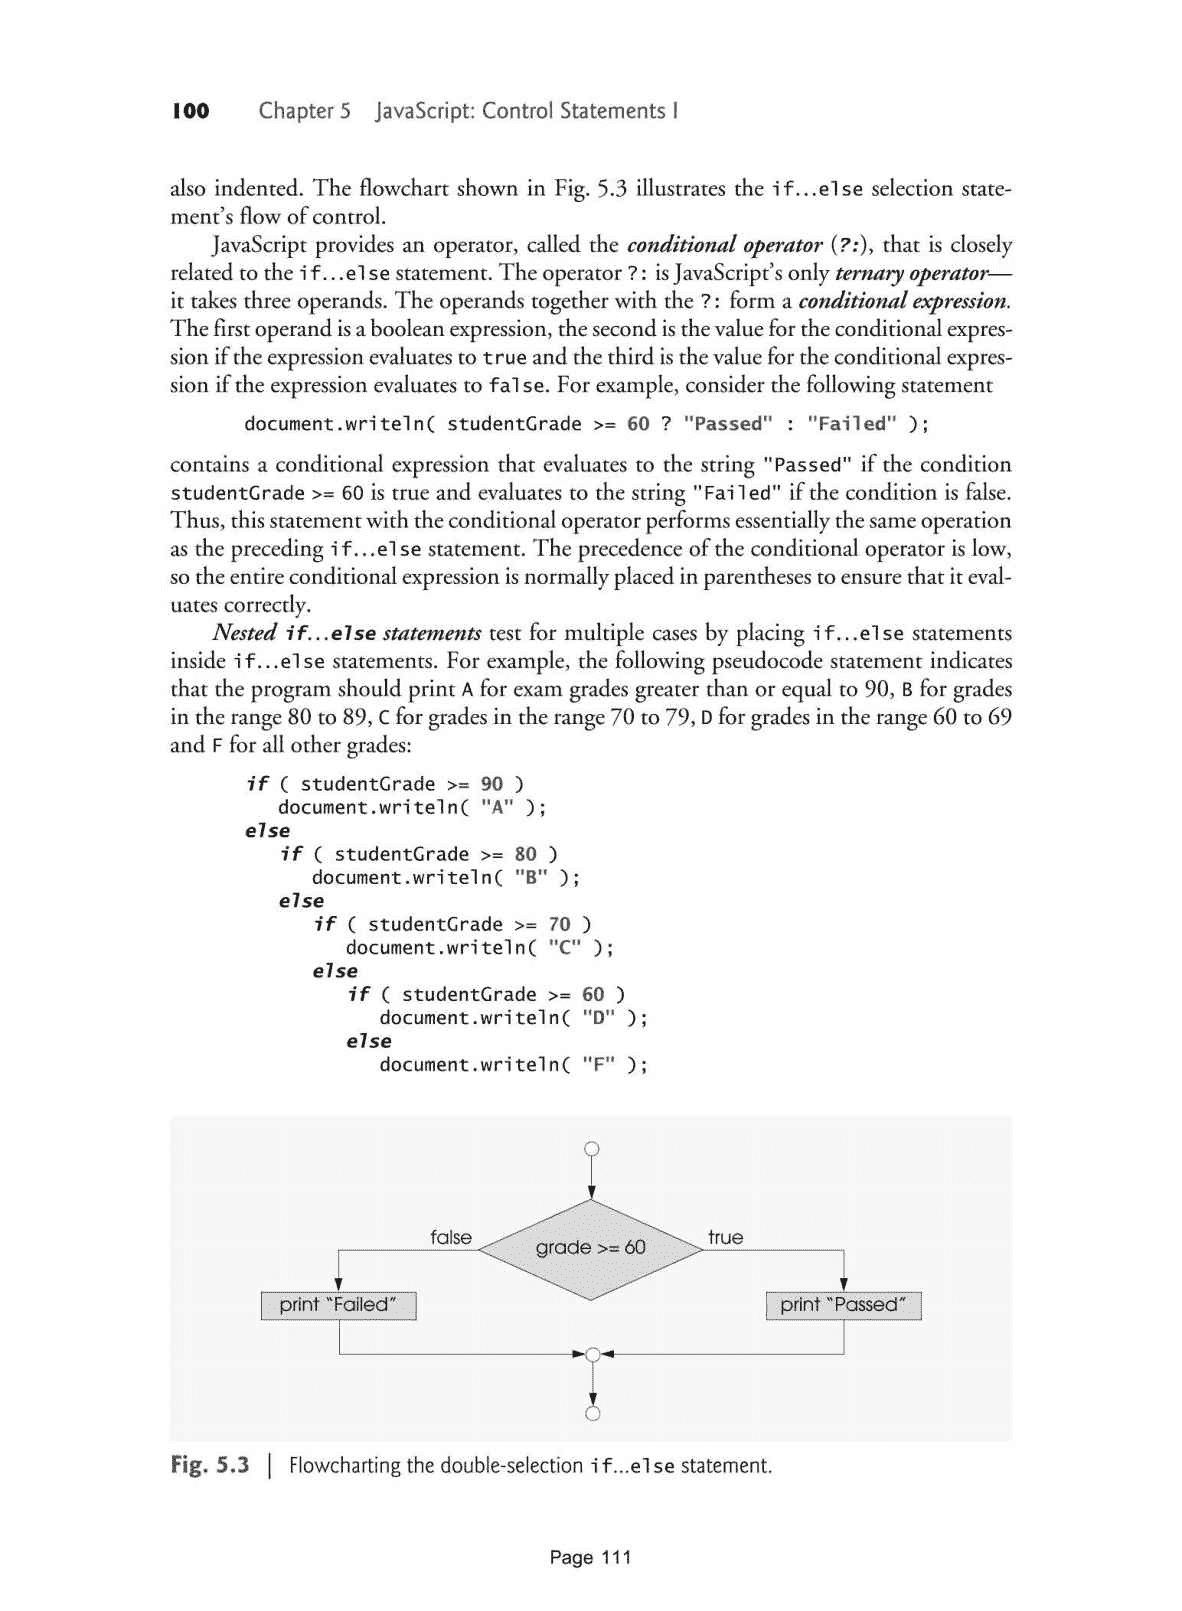 100 Chapter 5 JavaScript: Control Statements I
also indented. The flowchart shown in Fig. 5.3 illustrates the if...else selection state-
ment's flow of control.
JavaScript provides an operator, called the conditional operator (?:), that is closely
related to the if...else statement. The operator ?: is JavaScript's only ternary operator—
it takes three operands. The operands together with the ?: form a conditional expression.
The first operand is a boolean expression, the second is the value for the conditional expres-
sion if the expression evaluates to true and the third is the value for the conditional expres-
sion if the expression evaluates to false. For example, consider the following statement
document.writeln( studentGrade >= 60 ? "Passed" : "Failed" );
contains a conditional expression that evaluates to the string "Passed" if the condition
studentGrade >= 60 is true and evaluates to the string "Failed" if the condition is false.
Thus, this statement with the conditional operator performs essentially the same operation
as the preceding if...else statement. The precedence of the conditional operator is low,
so the entire conditional expression is normally placed in parentheses to ensure that it eval-
uates correctly.
Nested if...else statements test for multiple cases by placing if...else statements
inside if...else statements. For example, the following pseudocode statement indicates
that the program should print A for exam grades greater than or equal to 90, B for grades
in the range 80 to 89, C for grades in the range 70 to 79, D for grades in the range 60 to 69
and F for all other grades:
if ( studentGrade >= 90 )
document.writeln( "A" );
else
if ( studentGrade >= 80 )
document.writeln( "B" );
else
if ( studentGrade >= 70 )
document.writeln( "C" );
else
if ( studentGrade >= 60 )
document.writeln( "D" );
else
document.writeln( "F" );
false grade >= 60 true
print "Failed" print "Passed"
Fig. 5.3 | Flowcharting the double-selection if...else statement.
Page 111